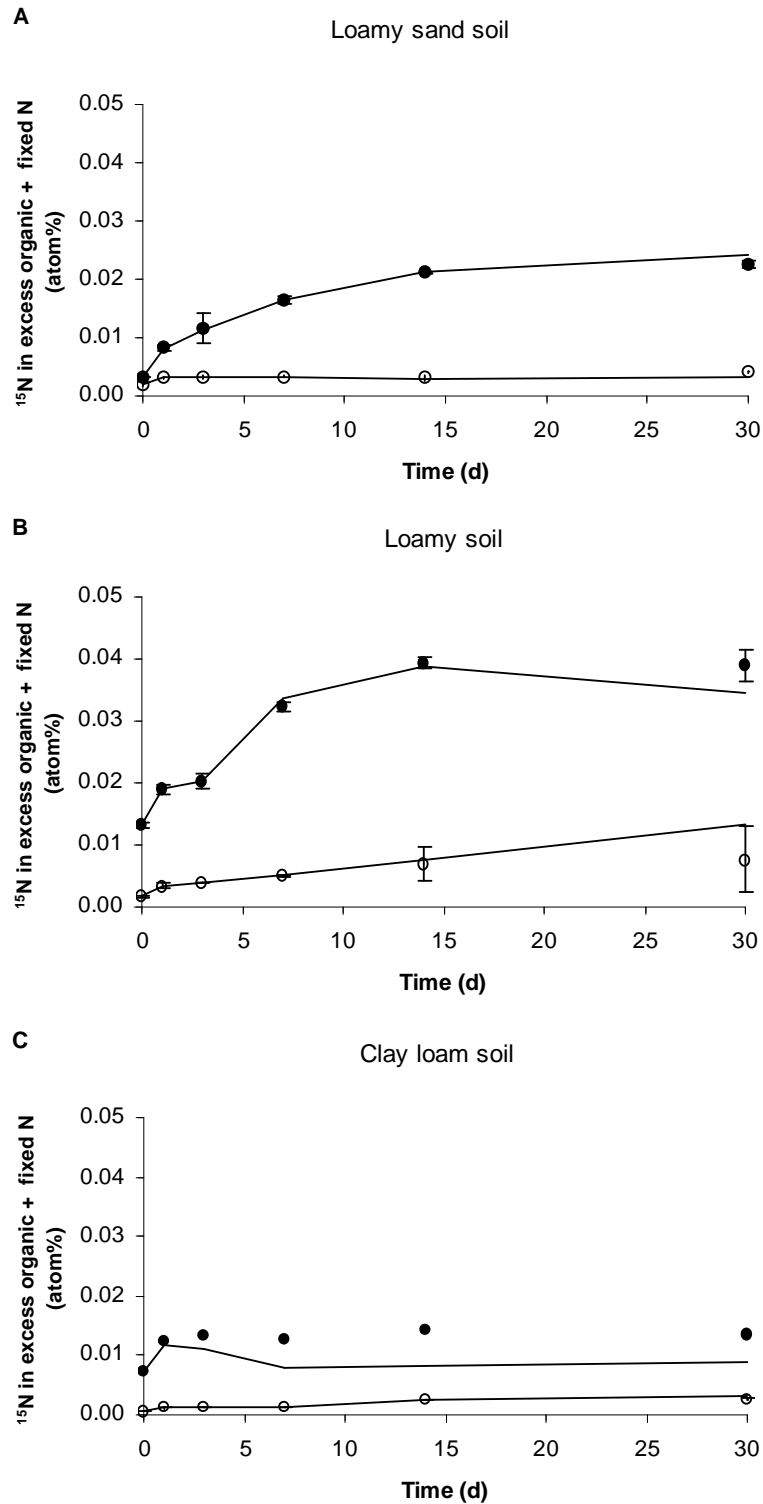 A
Loamy sand soil
¹⁵N in excess organic + fixed N
(atom%)
0.05
0.04
0.03
0.02
0.01
0.00
0 5 10 15 20 25 30
Time (d)
B
Loamy soil
¹⁵N in excess organic + fixed N
(atom%)
0.05
0.04
0.03
0.02
0.01
0.00
0 5 10 15 20 25 30
Time (d)
C
Clay loam soil
¹⁵N in excess organic + fixed N
(atom%)
0.05
0.04
0.03
0.02
0.01
0.00
0 5 10 15 20 25 30
Time (d)